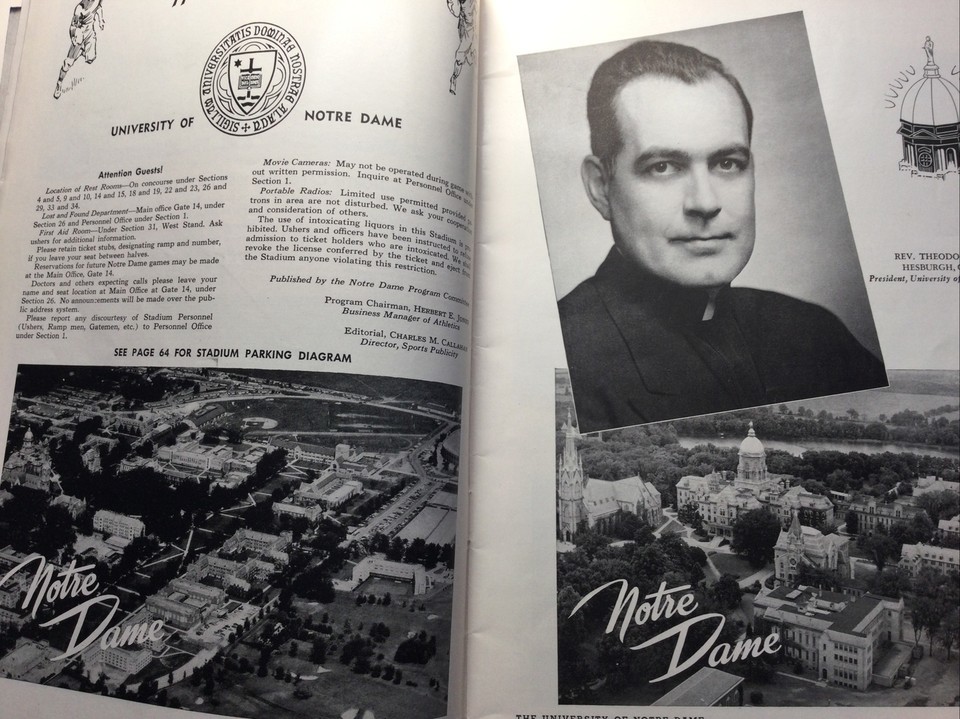 SIGILLUM UNIVERSITATIS DOMINAE NOSTRAE A LACU
UNIVERSITY OF NOTRE DAME
Attention Guests!
Location of Rest Rooms—On concourse under Sections
4 and 5, 9 and 10, 14 and 15, 18 and 19, 22 and 23, 26 and
29, 33 and 34.
Lost and Found Department—Main office Gate 14, under
Section 26 and Personnel Office under Section 1.
First Aid Room—Under Section 31, West Stand. Ask
ushers for additional information.
Please retain ticket stubs, designating ramp and number,
if you leave your seat between halves.
Reservations for future Notre Dame games may be made
at the Main Office, Gate 14.
Doctors and others expecting calls please leave your
name and seat location at Main Office at Gate 14, under
Section 26. No announcements will be made over the pub-
lic address system.
Please report any discourtesy of Stadium Personnel
(Ushers, Ramp men, Gatemen, etc.) to Personnel Office
under Section 1.
Movie Cameras: May not be operated during game
out written permission. Inquire at Personnel Office
Section 1.
Portable Radios: Limited use permitted provided
trons in area are not disturbed. We ask your
and consideration of others.
The use of intoxicating liquors in this Stadium is
hibited. Ushers and officers have been instructed to
admission to ticket holders who are intoxicated. We
revoke the license conferred by the ticket and eject
the Stadium anyone violating this restriction.
Published by the Notre Dame Program
Program Chairman, HERBERT E.
Business Manager of Athletics
Editorial, CHARLES M.
Director, Sports Publicity
SEE PAGE 64 FOR STADIUM PARKING DIAGRAM
Notre
Dame
REV.
HESBURGH,
President, University of
Notre
Dame
THE UNIVERSITY OF NOTRE DAME